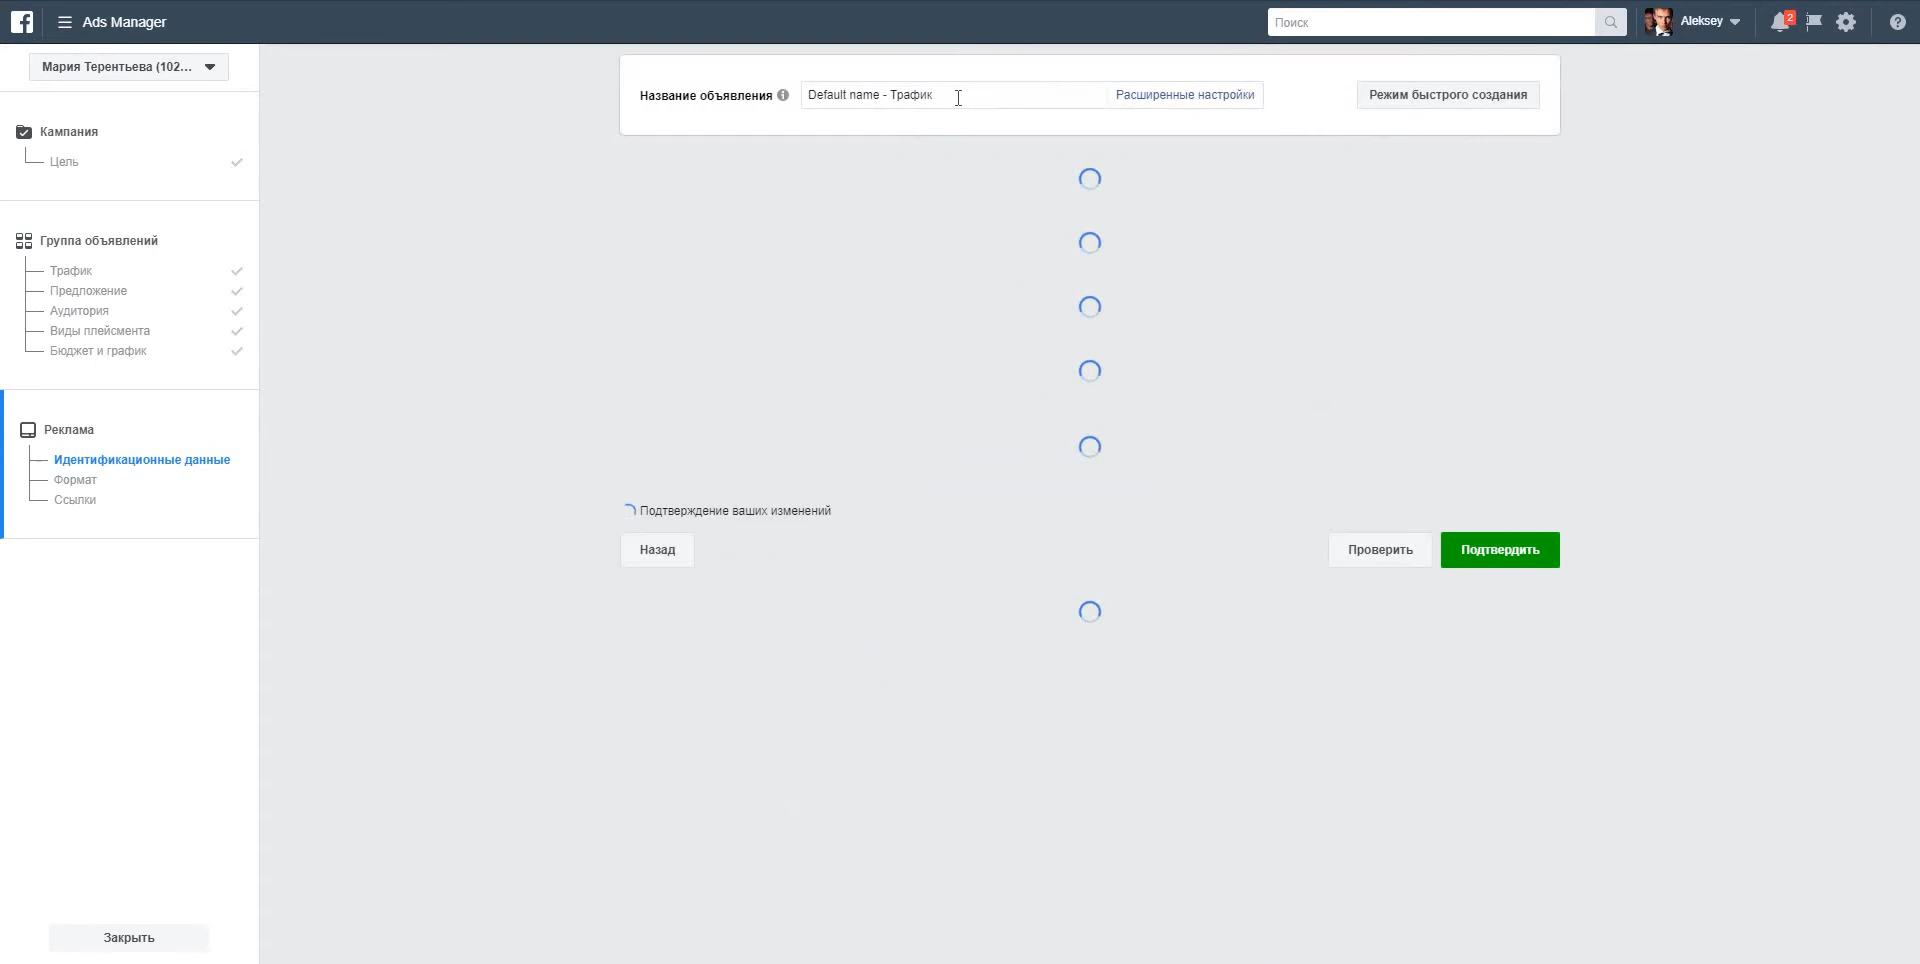 Ads Manager
Поиск
Aleksey
2
Мария Терентьева (102...
Кампания
Цель
Группа объявлений
Трафик
Предложение
Аудитория
Виды плейсмента
Бюджет и график
Реклама
Идентификационные данные
Формат
Ссылки
Закрыть
Название объявления
Default name - Трафик
Расширенные настройки
Режим быстрого создания
Подтверждение ваших изменений
Назад
Проверить
Подтвердить